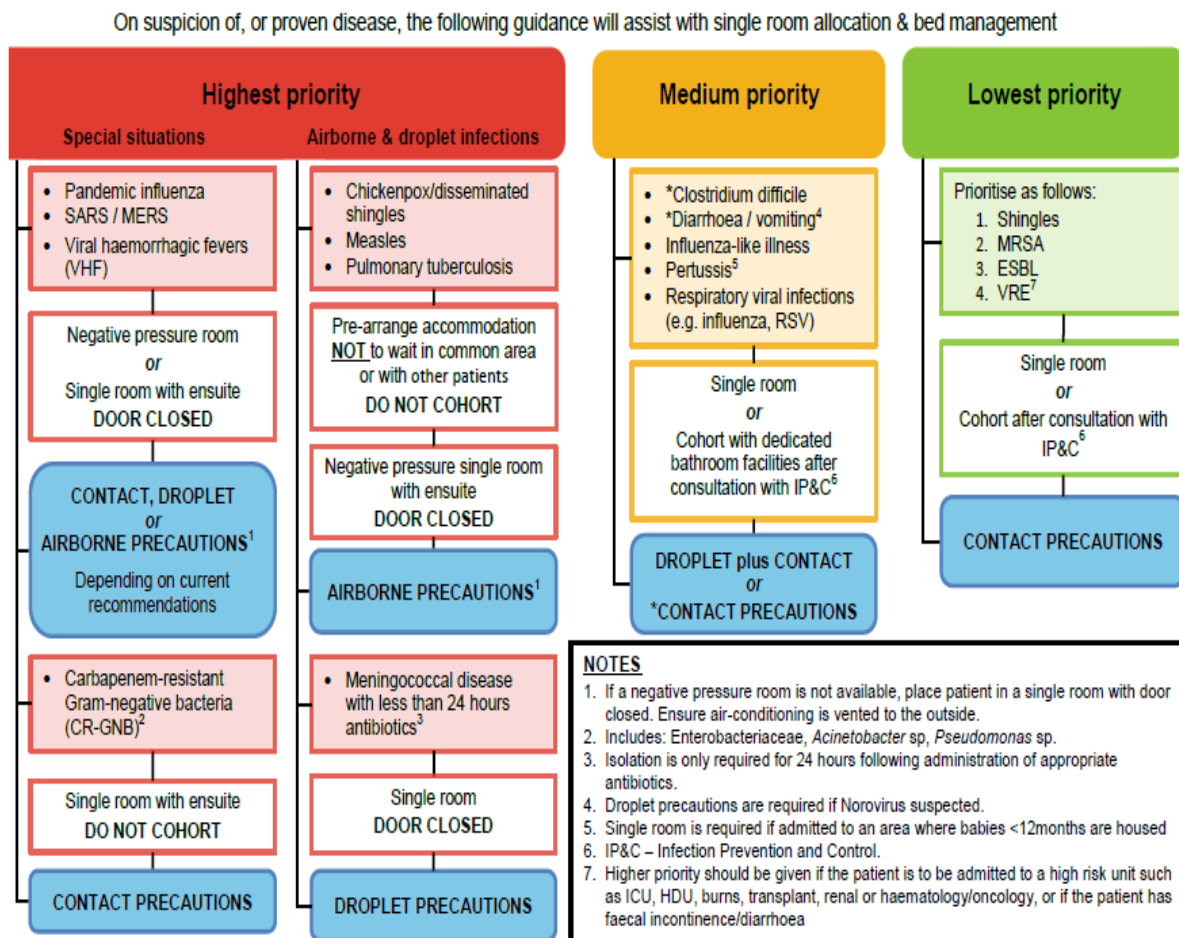 On suspicion of, or proven disease, the following guidance will assist with single room allocation & bed management
Highest priority
Special situations
• Pandemic influenza
• SARS / MERS
• Viral haemorrhagic fevers
(VHF)
Negative pressure room
or
Single room with ensuite
DOOR CLOSED
CONTACT, DROPLET
or
AIRBORNE PRECAUTIONS1
Depending on current
recommendations
• Carbapenem-resistant
Gram-negative bacteria
(CR-GNB)2
Single room with ensuite
DO NOT COHORT
CONTACT PRECAUTIONS
Airborne & droplet infections
• Chickenpox/disseminated
shingles
• Measles
• Pulmonary tuberculosis
Pre-arrange accommodation
NOT to wait in common area
or with other patients
DO NOT COHORT
Negative pressure single room
with ensuite
DOOR CLOSED
AIRBORNE PRECAUTIONS1
• Meningococcal disease
with less than 24 hours
antibiotics3
Single room
DOOR CLOSED
DROPLET PRECAUTIONS
Medium priority
• *Clostridium difficile
• *Diarrhoea / vomiting4
• Influenza-like illness
• Pertussis5
• Respiratory viral infections
(e.g. influenza, RSV)
Single room
or
Cohort with dedicated
bathroom facilities after
consultation with IP&C6
DROPLET plus CONTACT
or
*CONTACT PRECAUTIONS
Lowest priority
Prioritise as follows:
1. Shingles
2. MRSA
3. ESBL
4. VRE7
Single room
or
Cohort after consultation with
IP&C6
CONTACT PRECAUTIONS
NOTES
1. If a negative pressure room is not available, place patient in a single room with door
closed. Ensure air-conditioning is vented to the outside.
2. Includes: Enterobacteriaceae, Acinetobacter sp, Pseudomonas sp.
3. Isolation is only required for 24 hours following administration of appropriate
antibiotics.
4. Droplet precautions are required if Norovirus suspected.
5. Single room is required if admitted to an area where babies <12months are housed
6. IP&C – Infection Prevention and Control.
7. Higher priority should be given if the patient is to be admitted to a high risk unit such
as ICU, HDU, burns, transplant, renal or haematology/oncology, or if the patient has
faecal incontinence/diarrhoea